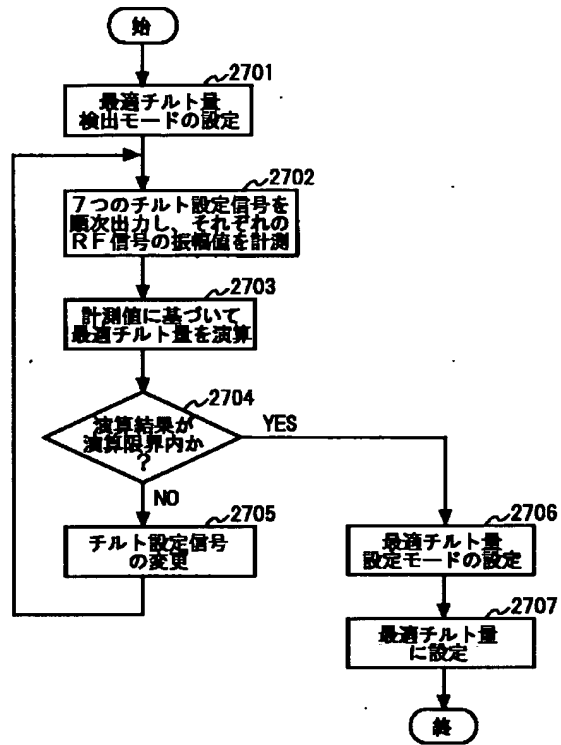 始
2701
最適チルト量
検出モードの設定
2702
7つのチルト設定信号を
順次出力し、それぞれの
RF信号の振幅値を計測
2703
計測値に基づいて
最適チルト量を演算
2704
演算結果が
演算限界内か
?
YES
NO
2705
チルト設定信号
の変更
2706
最適チルト量
設定モードの設定
2707
最適チルト量
に設定
終